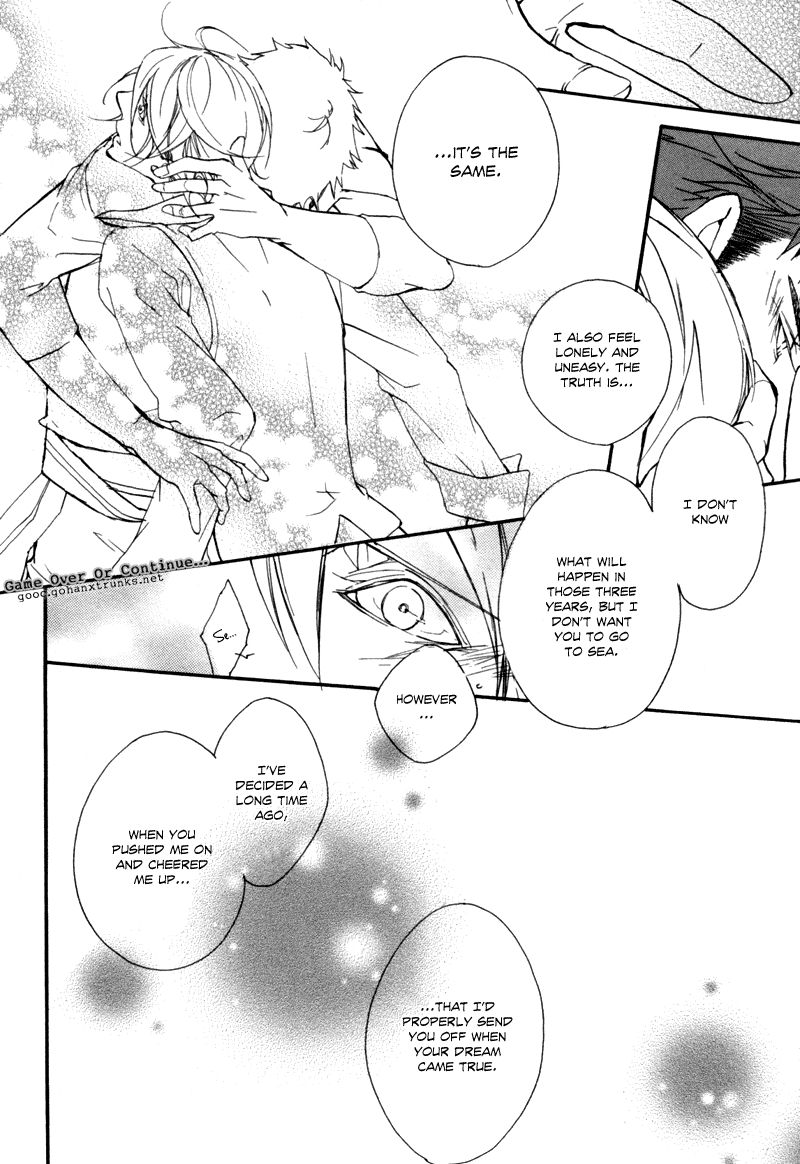 ...IT'S THE
SAME.
I ALSO FEEL
LONELY AND
UNEASY. THE
TRUTH IS...
I DON'T
KNOW
WHAT WILL
HAPPEN IN
THOSE THREE
YEARS, BUT I
DON'T WANT
YOU TO GO
TO SEA.
Game Over Or Continue...
good.gohanxtrunks.net
Se...
HOWEVER
...
I'VE
DECIDED A
LONG TIME
AGO,
WHEN YOU
PUSHED ME ON
AND CHEERED
ME UP...
...THAT I'D
PROPERLY SEND
YOU OFF WHEN
YOUR DREAM
CAME TRUE.